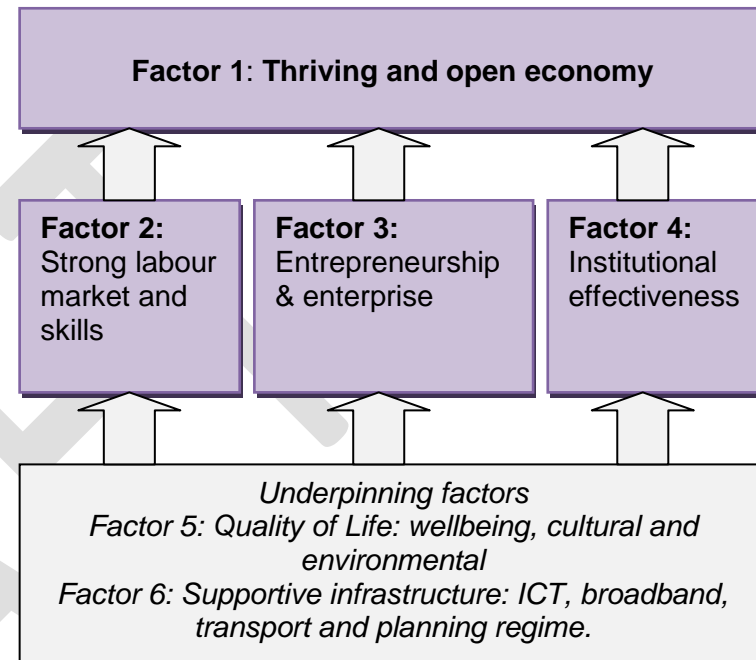 Factor 1: Thriving and open economy
Factor 2:
Strong labour
market and
skills
Factor 3:
Entrepreneurship
& enterprise
Factor 4:
Institutional
effectiveness
Underpinning factors
Factor 5: Quality of Life: wellbeing, cultural and
environmental
Factor 6: Supportive infrastructure: ICT, broadband,
transport and planning regime.